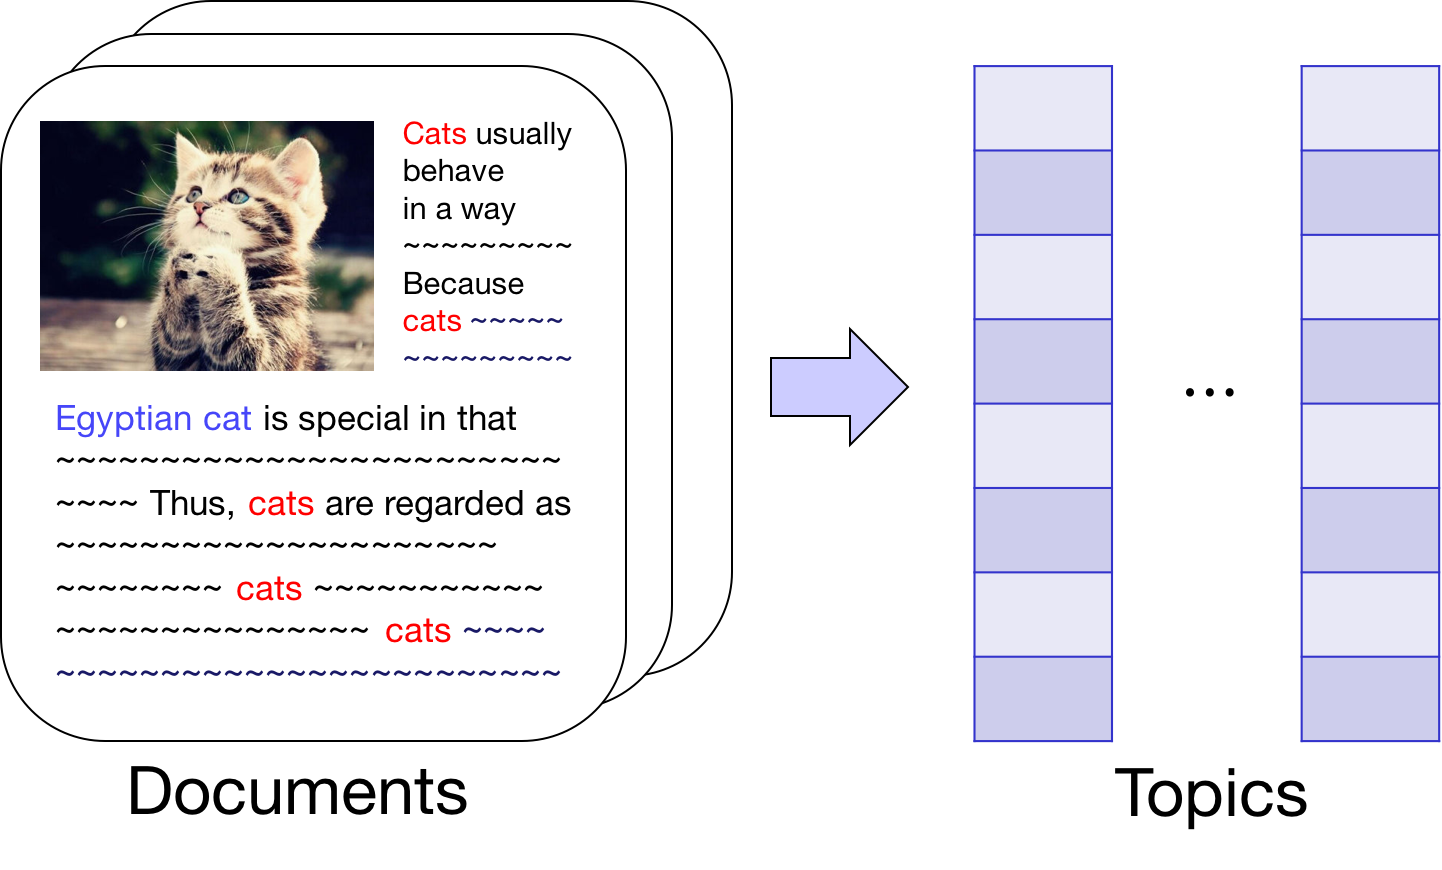 Cats usually
behave
in a way
~~~~~~~~~
Because
cats ~~~~~
~~~~~~~~~
Egyptian cat is special in that
~~~~~~~~~~~~~~~~~~~~~~~~
~~~~ Thus, cats are regarded as
~~~~~~~~~~~~~~~~~~~~~
~~~~~~~~ cats ~~~~~~~~~~~
~~~~~~~~~~~~~~~ cats ~~~~
~~~~~~~~~~~~~~~~~~~~~~~~
...
Documents
Topics